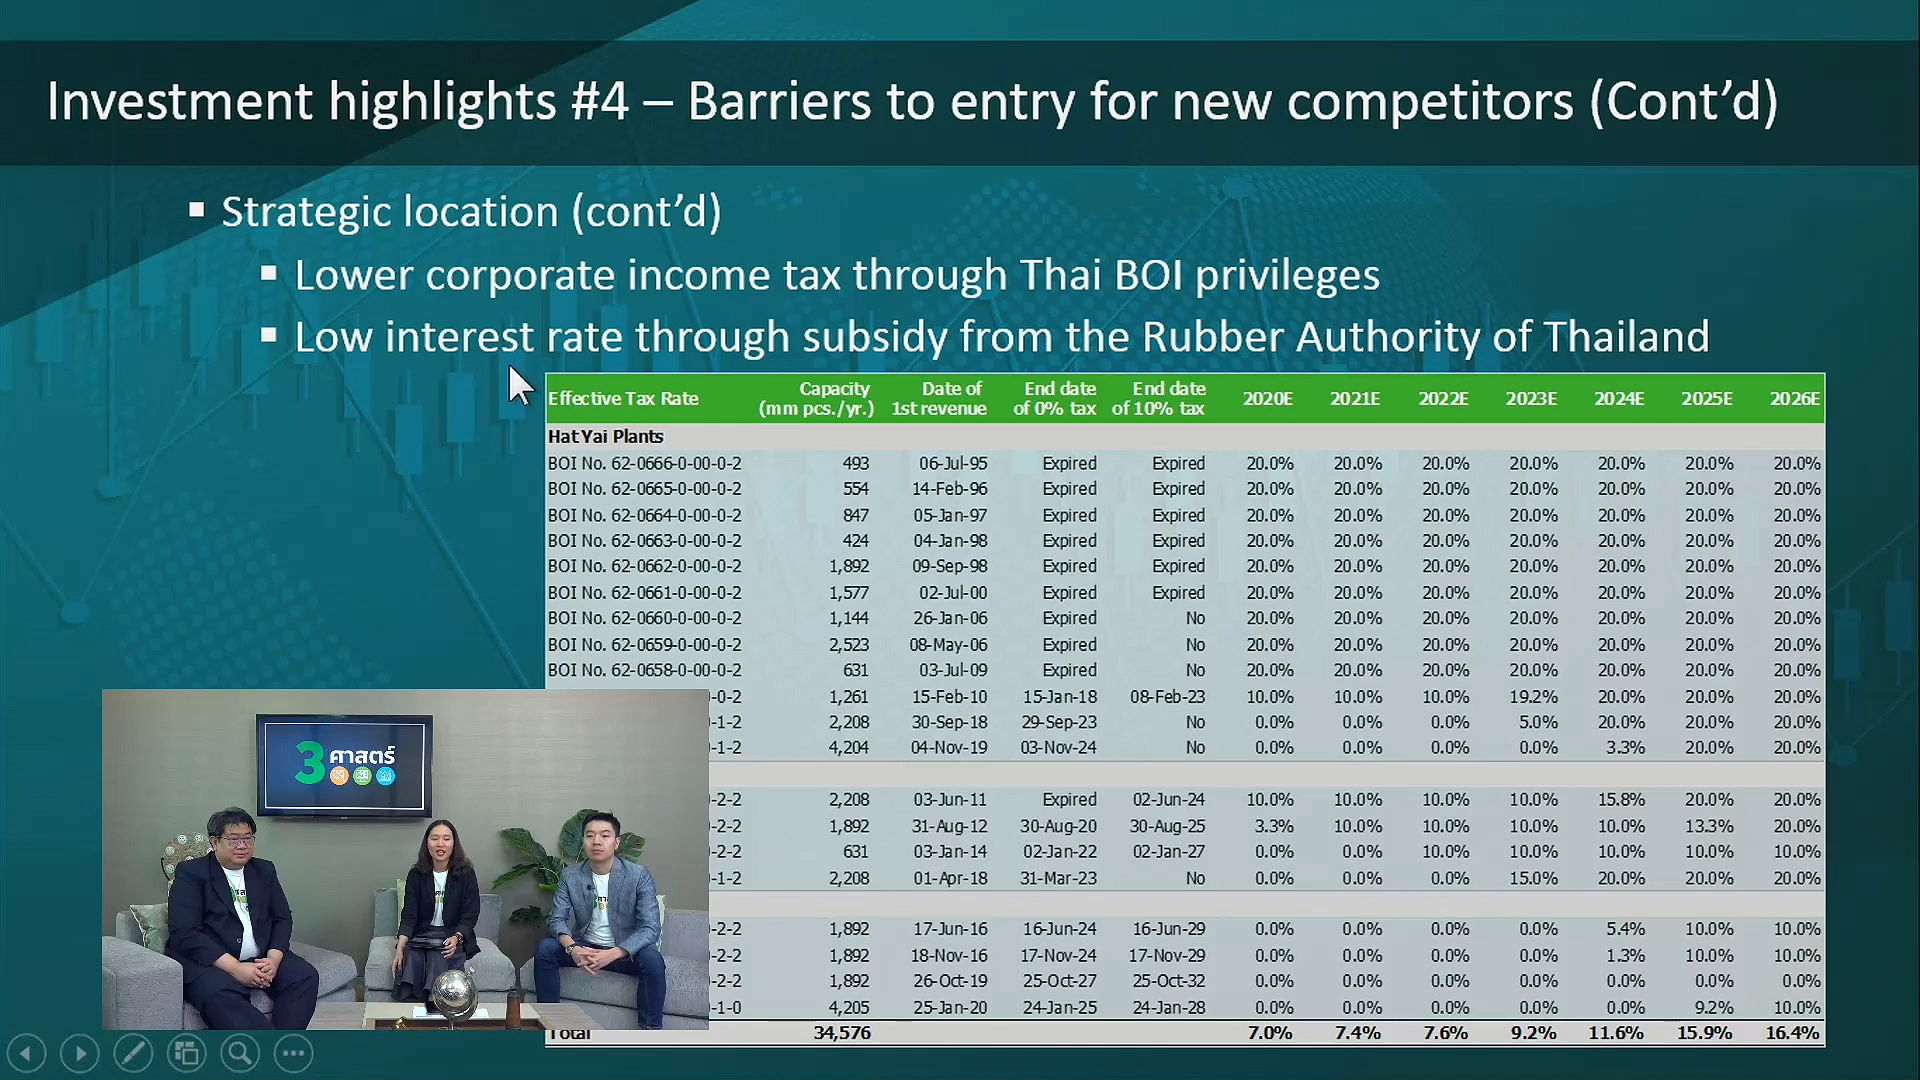 Investment highlights #4 – Barriers to entry for new competitors (Cont’d)
Strategic location (cont’d)
Lower corporate income tax through Thai BOI privileges
Low interest rate through subsidy from the Rubber Authority of Thailand
Effective Tax Rate Capacity (mm pcs./yr.) Date of 1st revenue End date of 0% tax End date of 10% tax 2020E 2021E 2022E 2023E 2024E 2025E 2026E
Hat Yai Plants
BOI No. 62-0666-0-00-0-2 493 06-Jul-95 Expired Expired 20.0% 20.0% 20.0% 20.0% 20.0% 20.0% 20.0%
BOI No. 62-0665-0-00-0-2 554 14-Feb-96 Expired Expired 20.0% 20.0% 20.0% 20.0% 20.0% 20.0% 20.0%
BOI No. 62-0664-0-00-0-2 847 05-Jan-97 Expired Expired 20.0% 20.0% 20.0% 20.0% 20.0% 20.0% 20.0%
BOI No. 62-0663-0-00-0-2 424 04-Jan-98 Expired Expired 20.0% 20.0% 20.0% 20.0% 20.0% 20.0% 20.0%
BOI No. 62-0662-0-00-0-2 1,892 09-Sep-98 Expired Expired 20.0% 20.0% 20.0% 20.0% 20.0% 20.0% 20.0%
BOI No. 62-0661-0-00-0-2 1,577 02-Jul-00 Expired Expired 20.0% 20.0% 20.0% 20.0% 20.0% 20.0% 20.0%
BOI No. 62-0660-0-00-0-2 1,144 26-Jan-06 Expired No 20.0% 20.0% 20.0% 20.0% 20.0% 20.0% 20.0%
BOI No. 62-0659-0-00-0-2 2,523 08-May-06 Expired No 20.0% 20.0% 20.0% 20.0% 20.0% 20.0% 20.0%
BOI No. 62-0658-0-00-0-2 631 03-Jul-09 Expired No 20.0% 20.0% 20.0% 20.0% 20.0% 20.0% 20.0%
-0-2 1,261 15-Feb-10 15-Jan-18 08-Feb-23 10.0% 10.0% 10.0% 19.2% 20.0% 20.0% 20.0%
-1-2 2,208 30-Sep-18 29-Sep-23 No 0.0% 0.0% 0.0% 5.0% 20.0% 20.0% 20.0%
-1-2 4,204 04-Nov-19 03-Nov-24 No 0.0% 0.0% 0.0% 0.0% 3.3% 20.0% 20.0%
-2-2 2,208 03-Jun-11 Expired 02-Jun-24 10.0% 10.0% 10.0% 10.0% 15.8% 20.0% 20.0%
-2-2 1,892 31-Aug-12 30-Aug-20 30-Aug-25 3.3% 10.0% 10.0% 10.0% 10.0% 13.3% 20.0%
-2-2 631 03-Jan-14 02-Jan-22 02-Jan-27 0.0% 0.0% 10.0% 10.0% 10.0% 10.0% 10.0%
-1-2 2,208 01-Apr-18 31-Mar-23 No 0.0% 0.0% 0.0% 15.0% 20.0% 20.0% 20.0%
-2-2 1,892 17-Jun-16 16-Jun-24 16-Jun-29 0.0% 0.0% 0.0% 0.0% 5.4% 10.0% 10.0%
-2-2 1,892 18-Nov-16 17-Nov-24 17-Nov-29 0.0% 0.0% 0.0% 0.0% 1.3% 10.0% 10.0%
-2-2 1,892 26-Oct-19 25-Oct-27 25-Oct-32 0.0% 0.0% 0.0% 0.0% 0.0% 0.0% 0.0%
-1-0 4,205 25-Jan-20 24-Jan-25 24-Jan-28 0.0% 0.0% 0.0% 0.0% 0.0% 9.2% 10.0%
Total 34,576 7.0% 7.4% 7.6% 9.2% 11.6% 15.9% 16.4%
3 ศาสตร์